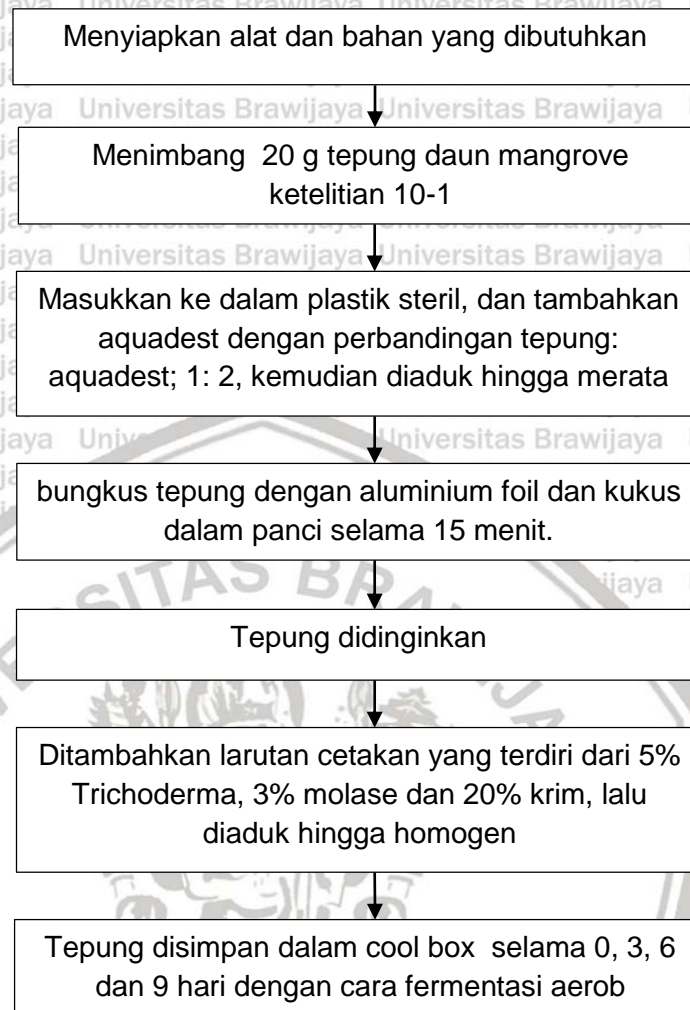 Menyiapkan alat dan bahan yang dibutuhkan
Menimbang 20 g tepung daun mangrove
ketelitian 10-1
Masukkan ke dalam plastik steril, dan tambahkan
aquadest dengan perbandingan tepung:
aquadest; 1: 2, kemudian diaduk hingga merata
bungkus tepung dengan aluminium foil dan kukus
dalam panci selama 15 menit.
Tepung didinginkan
Ditambahkan larutan cetakan yang terdiri dari 5%
Trichoderma, 3% molase dan 20% krim, lalu
diaduk hingga homogen
Tepung disimpan dalam cool box selama 0, 3, 6
dan 9 hari dengan cara fermentasi aerob